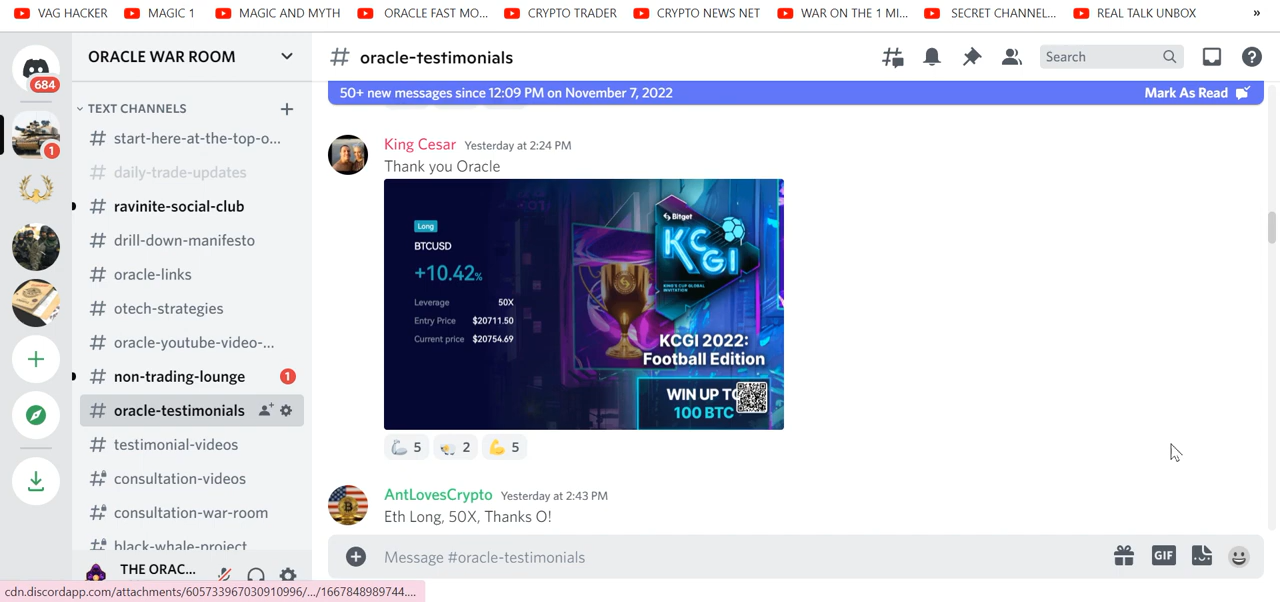 VAG HACKER
MAGIC 1
MAGIC AND MYTH
ORACLE FAST MO...
CRYPTO TRADER
CRYPTO NEWS NET
WAR ON THE 1 MI...
SECRET CHANNEL...
REAL TALK UNBOX
»
684
1
ORACLE WAR ROOM
TEXT CHANNELS
# start-here-at-the-top-o...
# daily-trade-updates
# ravinite-social-club
# drill-down-manifesto
# oracle-links
# otech-strategies
# oracle-youtube-video-...
# non-trading-lounge 1
# oracle-testimonials
# testimonial-videos
# consultation-videos
# consultation-war-room
# black-whale-project
THE ORAC...
cdn.discordapp.com/attachments/605733967030910996/.../1667848989744....
# oracle-testimonials
Search
50+ new messages since 12:09 PM on November 7, 2022
Mark As Read
King Cesar Yesterday at 2:24 PM
Thank you Oracle
Long
BTCUSD
+10.42%
Leverage 50X
Entry Price $20711.50
Current price $20754.69
Bitget
KCGI
KING'S CUP GLOBAL
INVITATION
KCGI 2022:
Football Edition
WIN UP TO
100 BTC
5 2 5
AntLovesCrypto Yesterday at 2:43 PM
Eth Long, 50X, Thanks O!
Message #oracle-testimonials
GIF